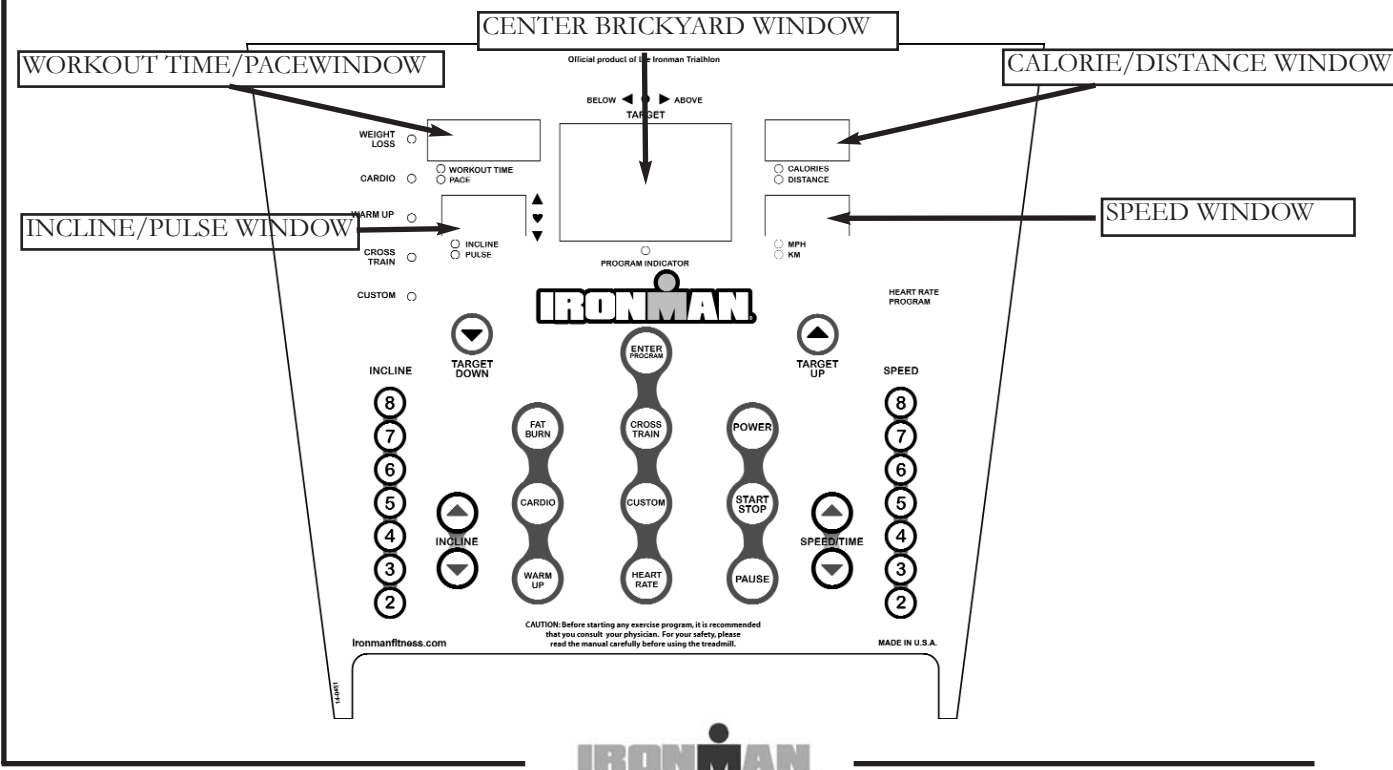 CENTER BRICKYARD WINDOW
WORKOUT TIME/PACEWINDOW
CALORIE/DISTANCE WINDOW
Official product of the Ironman Triathlon
BELOW ABOVE
TARGET
WEIGHT
LOSS
WORKOUT TIME
PACE
CALORIES
DISTANCE
CARDIO
WARM UP
INCLINE/PULSE WINDOW
SPEED WINDOW
INCLINE
PULSE
MPH
KM
CROSS
TRAIN
PROGRAM INDICATOR
CUSTOM
IRONMAN®
HEART RATE
PROGRAM
TARGET
DOWN
ENTER
PROGRAM
TARGET
UP
INCLINE
8
7
6
5
4
3
2
INCLINE
FAT
BURN
CARDIO
WARM
UP
CROSS
TRAIN
CUSTOM
HEART
RATE
POWER
START
STOP
PAUSE
SPEED/TIME
SPEED
8
7
6
5
4
3
2
CAUTION: Before starting any exercise program, it is recommended
that you consult your physician. For your safety, please
read the manual carefully before using the treadmill.
Ironmanfitness.com
MADE IN U.S.A.
14-0451
IRONMAN